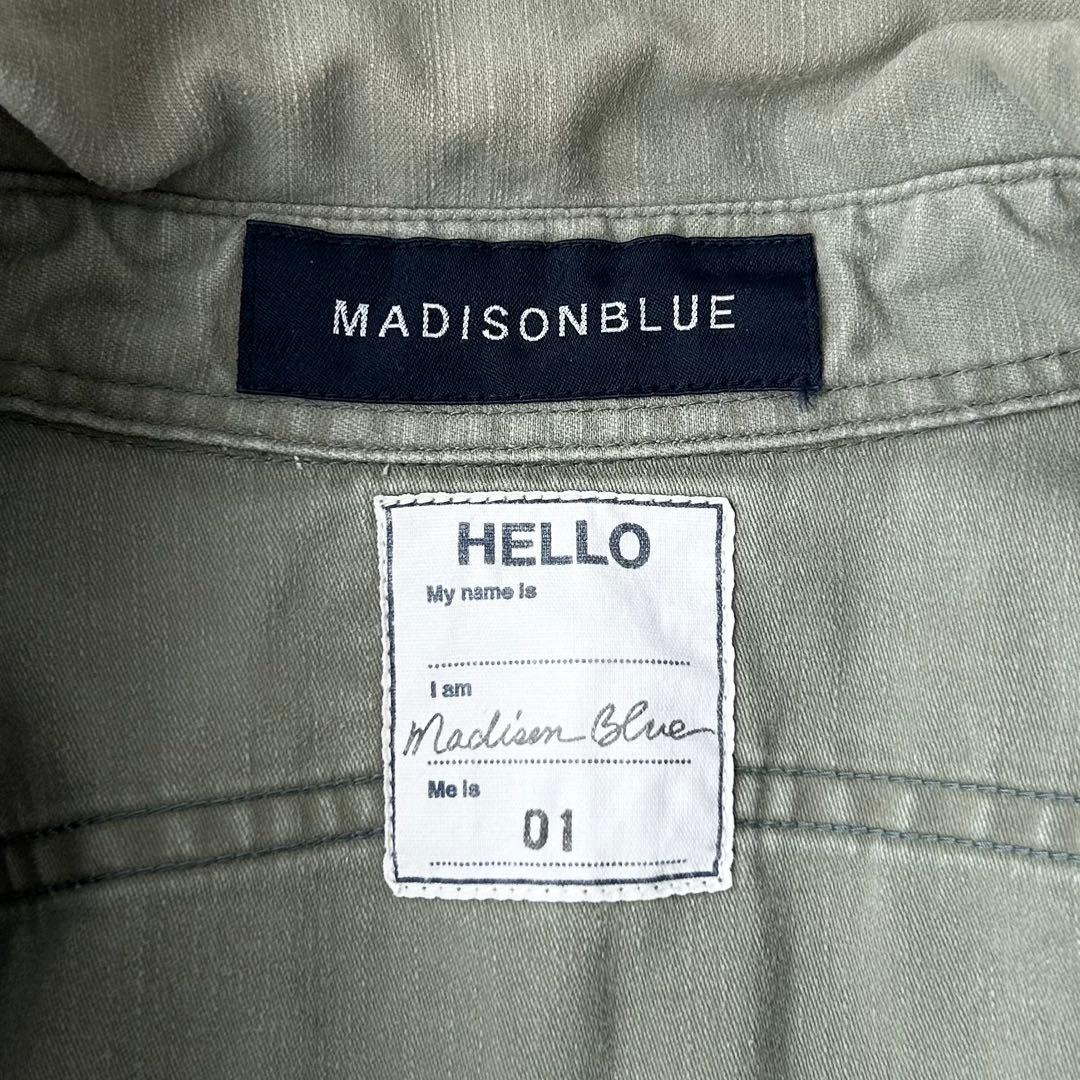 MADISONBLUE
HELLO
My name is
I am
Madison Blue
Me is
01